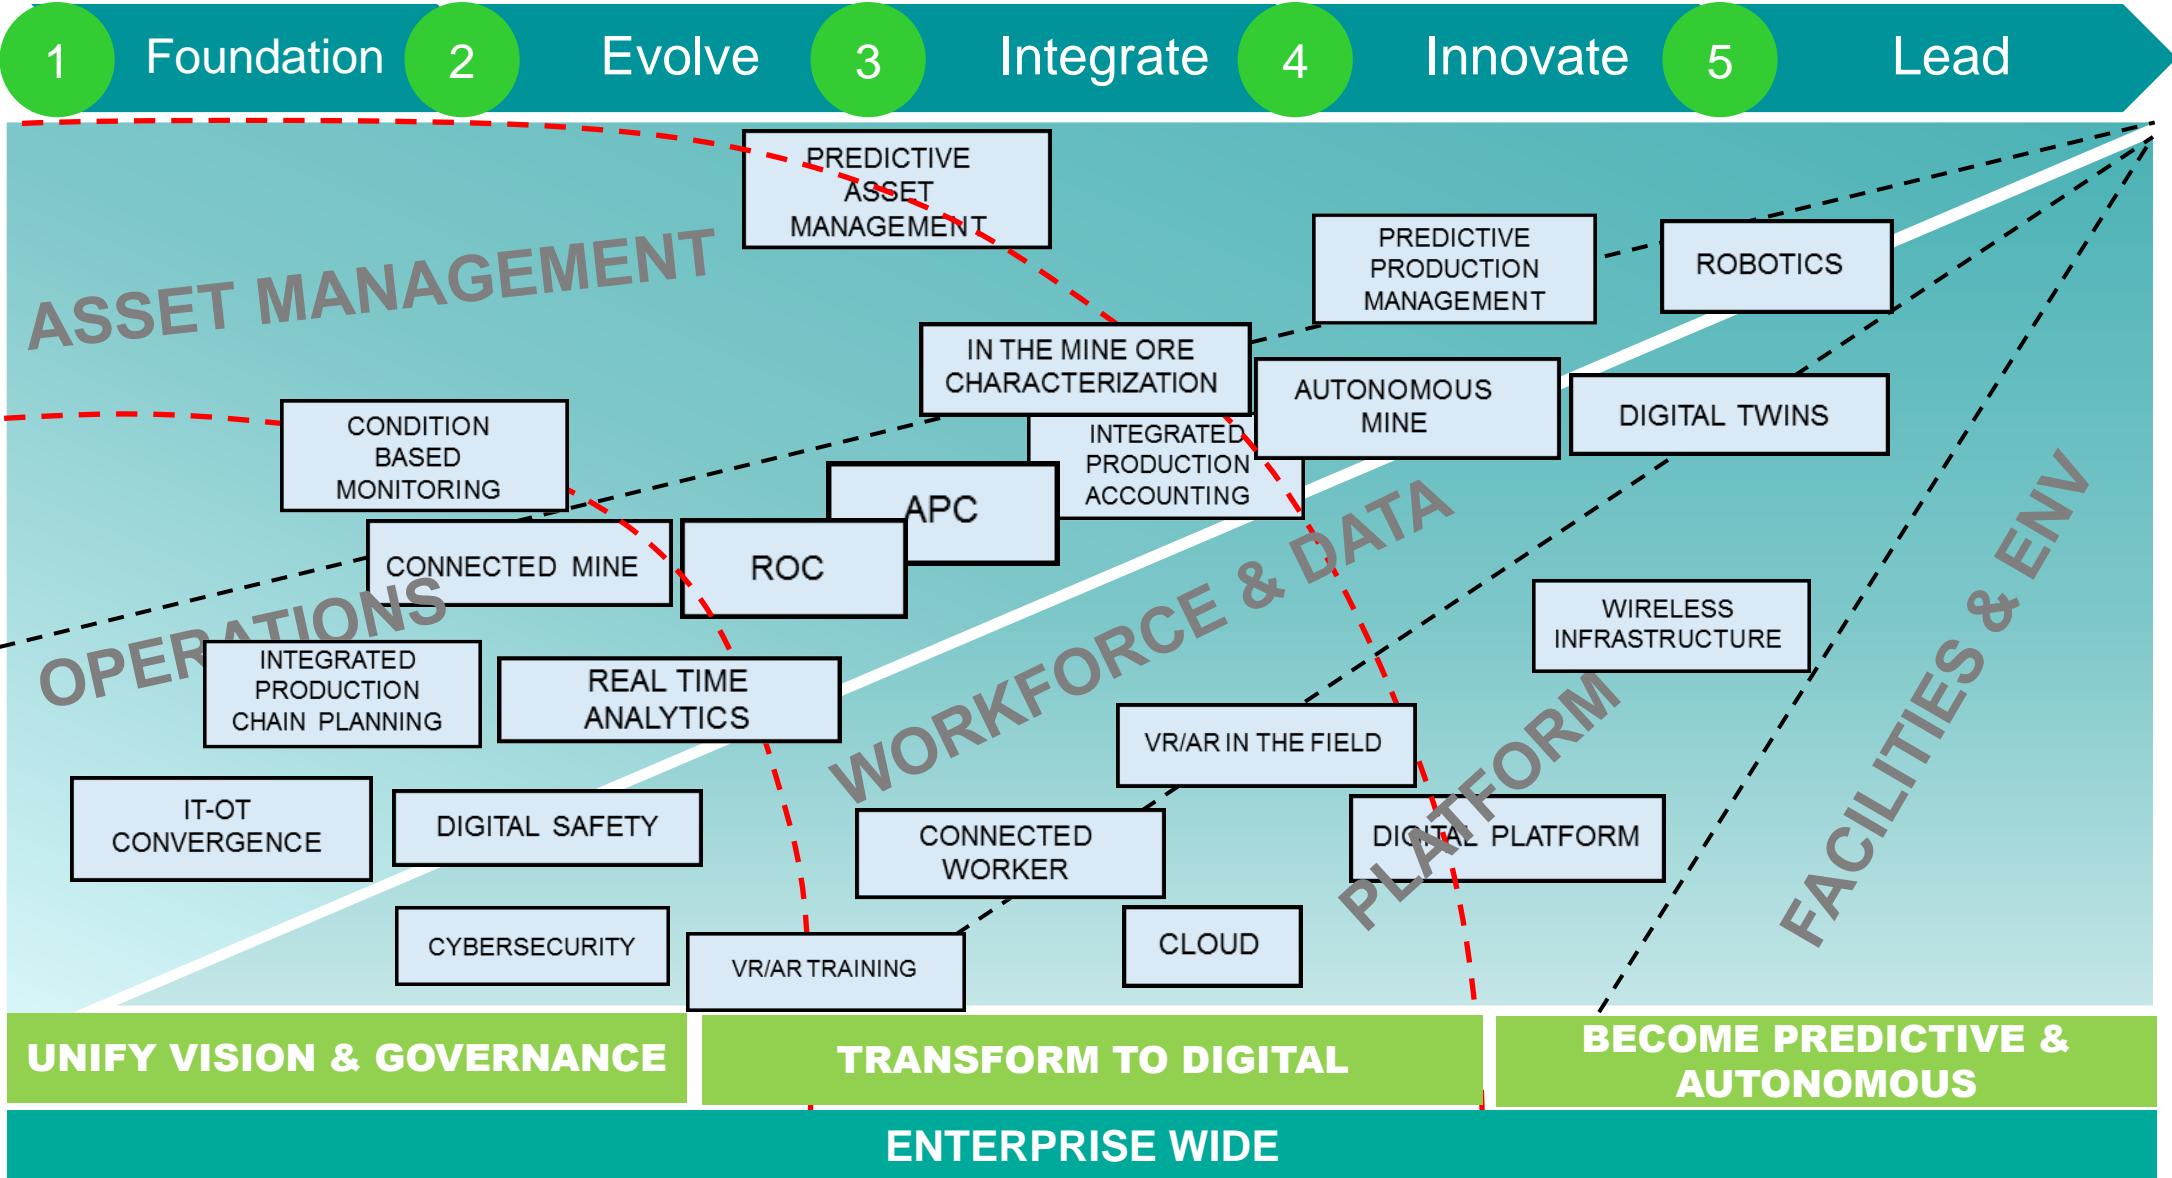 1 Foundation 2 Evolve 3 Integrate 4 Innovate 5 Lead
PREDICTIVE
ASSET
MANAGEMENT
ASSET MANAGEMENT
PREDICTIVE
PRODUCTION
MANAGEMENT
ROBOTICS
IN THE MINE ORE
CHARACTERIZATION
AUTONOMOUS
MINE
DIGITAL TWINS
CONDITION
BASED
MONITORING
INTEGRATED
PRODUCTION
ACCOUNTING
APC
CONNECTED MINE
ROC
OPERATIONS
WORKFORCE & DATA
WIRELESS
INFRASTRUCTURE
FACILITIES & ENV
INTEGRATED
PRODUCTION
CHAIN PLANNING
REAL TIME
ANALYTICS
VR/AR IN THE FIELD
PLATFORM
IT-OT
CONVERGENCE
DIGITAL SAFETY
CONNECTED
WORKER
DIGITAL PLATFORM
CYBERSECURITY
VR/AR TRAINING
CLOUD
UNIFY VISION & GOVERNANCE
TRANSFORM TO DIGITAL
BECOME PREDICTIVE &
AUTONOMOUS
ENTERPRISE WIDE